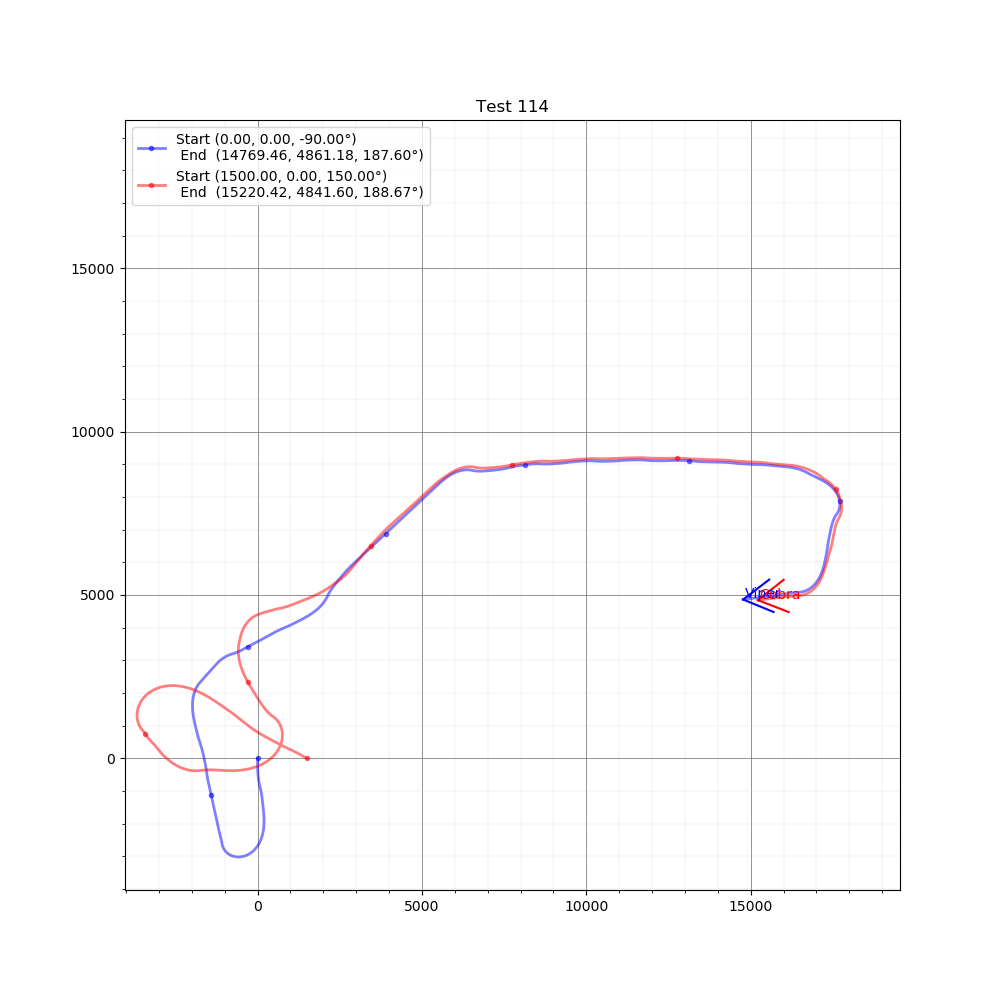 Test 114
Start (0.00, 0.00, -90.00°)
End (14769.46, 4861.18, 187.60°)
Start (1500.00, 0.00, 150.00°)
End (15220.42, 4841.60, 188.67°)
15000
10000
5000
0
0
5000
10000
15000